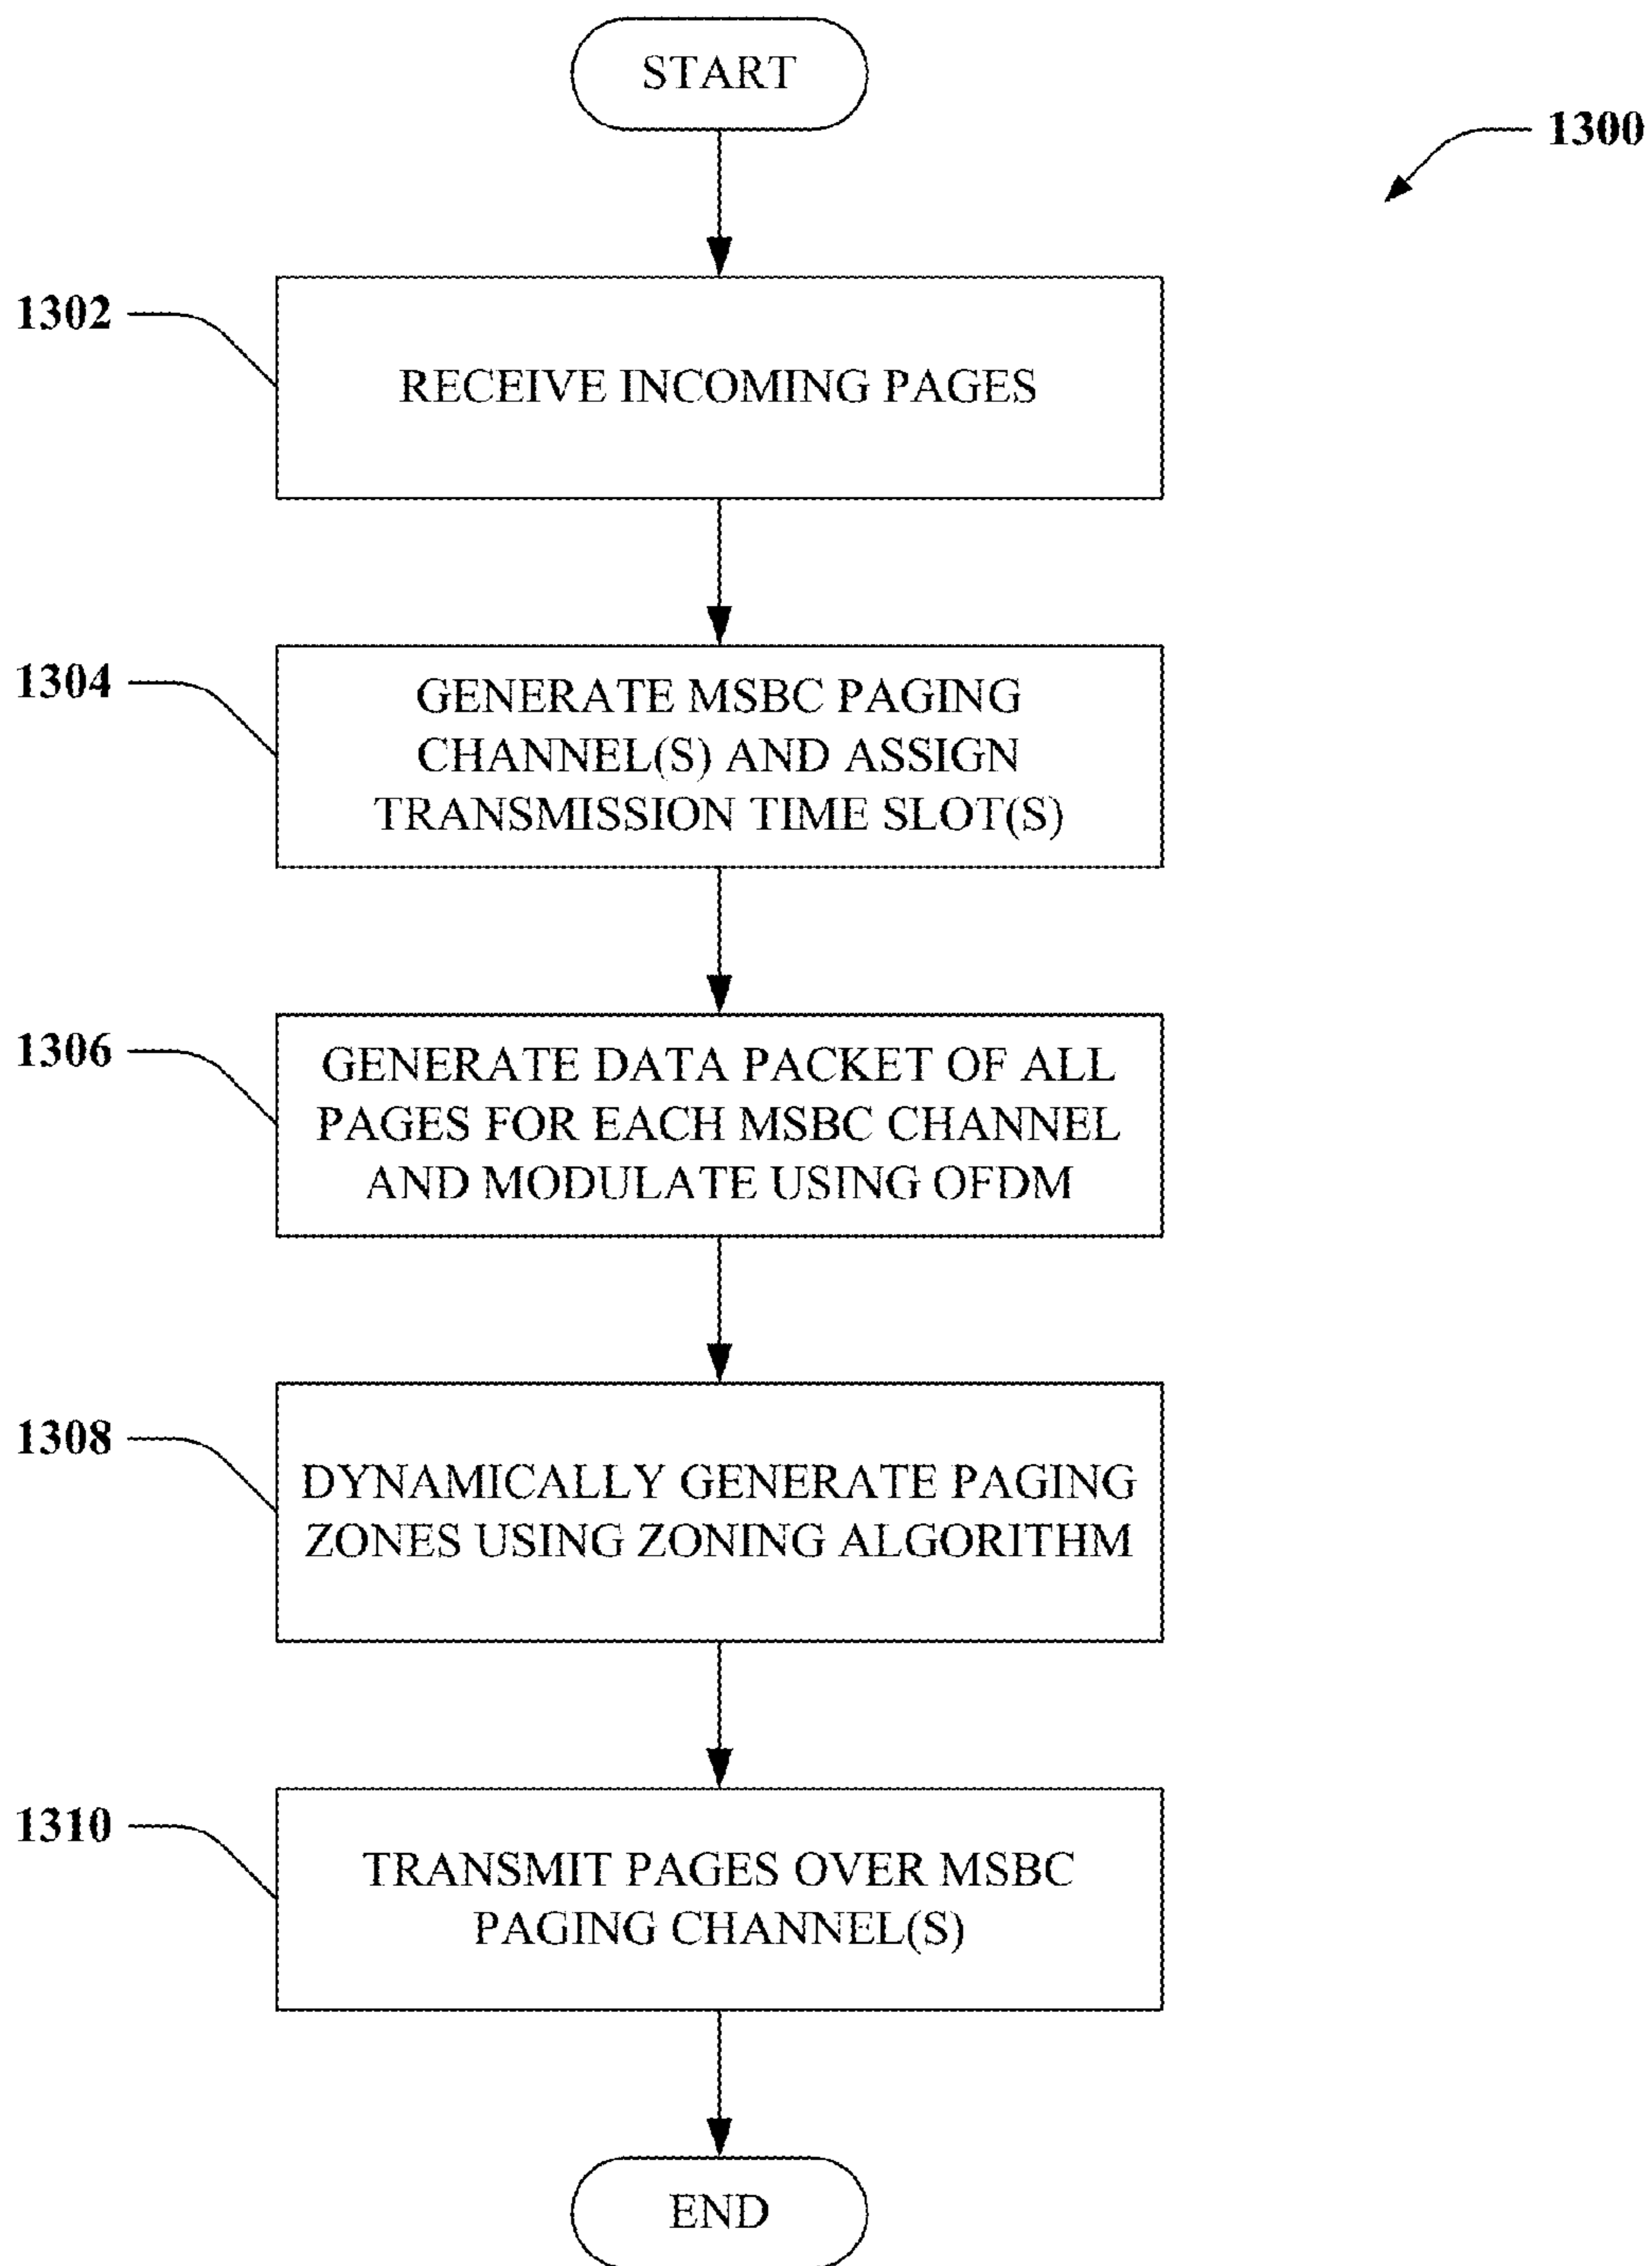 START
1300
1302
RECEIVE INCOMING PAGES
1304
GENERATE MSBC PAGING
CHANNEL(S) AND ASSIGN
TRANSMISSION TIME SLOT(S)
1306
GENERATE DATA PACKET OF ALL
PAGES FOR EACH MSBC CHANNEL
AND MODULATE USING OFDM
1308
DYNAMICALLY GENERATE PAGING
ZONES USING ZONING ALGORITHM
1310
TRANSMIT PAGES OVER MSBC
PAGING CHANNEL(S)
END